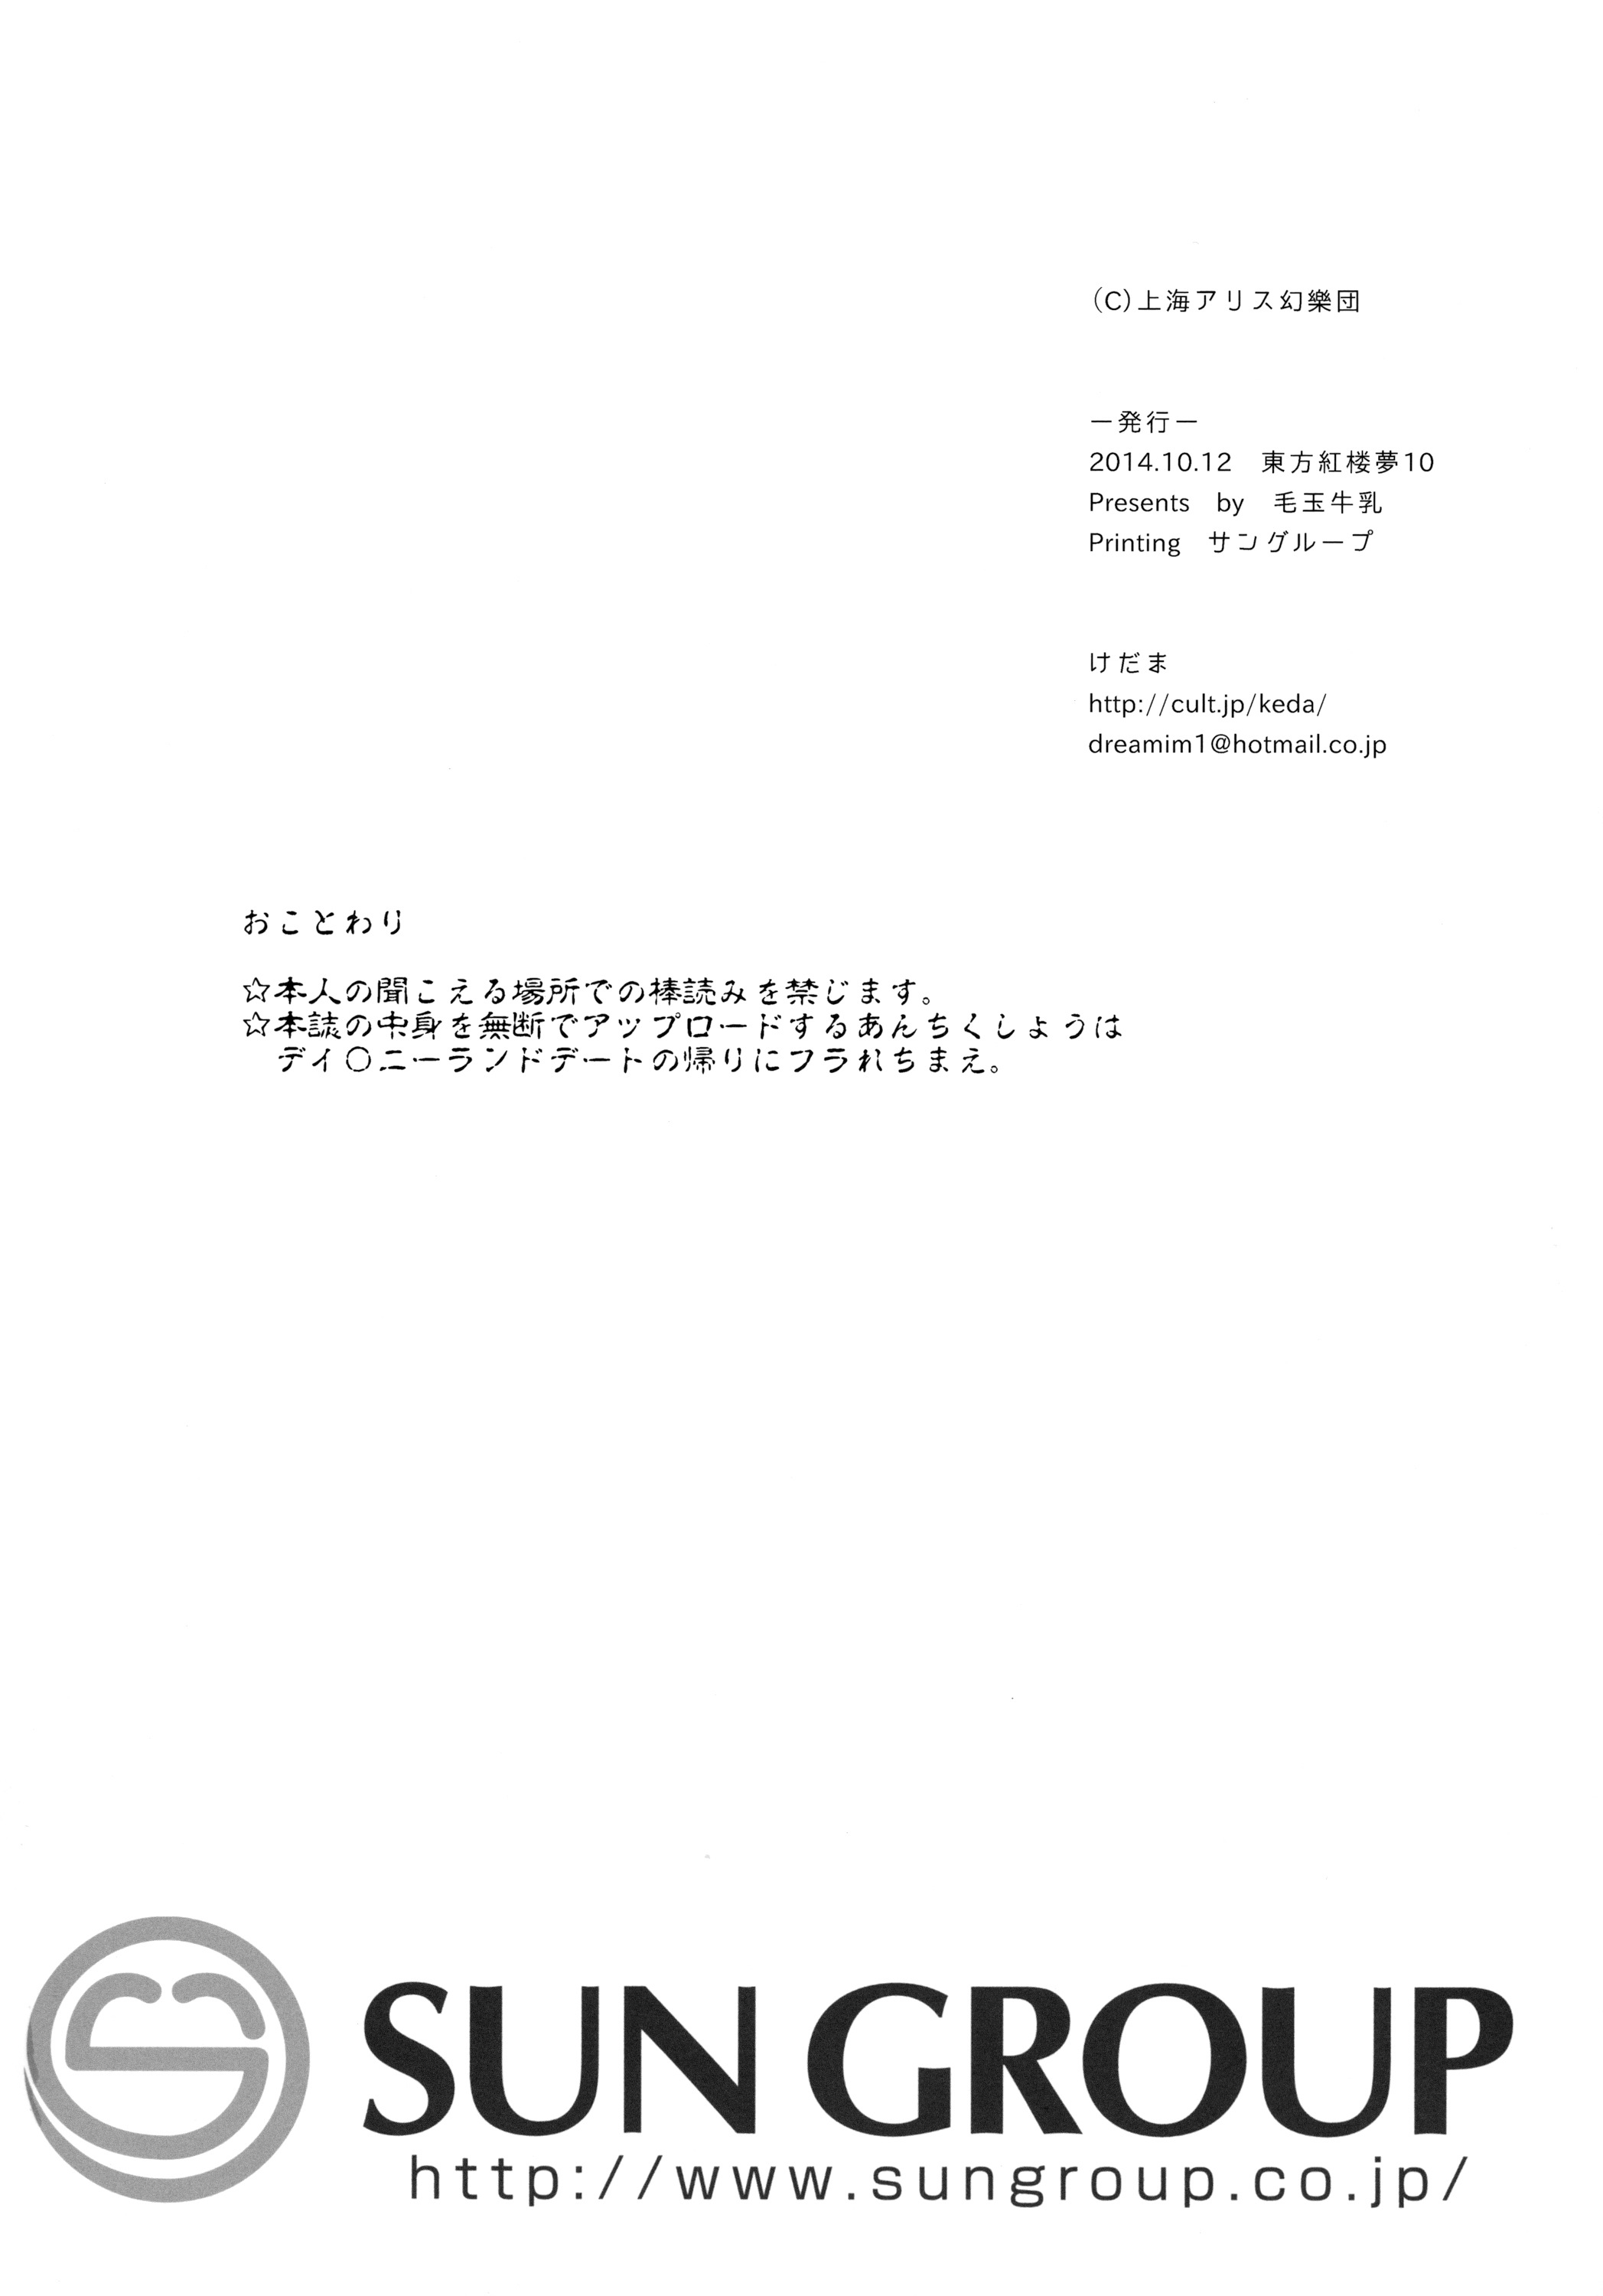 (C)上海アリス幻樂団
ー発行ー
2014.10.12　東方紅楼夢10
Presents　by　毛玉牛乳
Printing　サングループ
けだま
http://cult.jp/keda/
dreamim1@hotmail.co.jp
おことわり
☆本人の聞こえる場所での棒読みを禁じます。
☆本誌の中身を無断でアップロードするあんちくしょうは
デイ〇ニーランドデートの帰りにフラれちまえ。
SUN GROUP
http://www.sungroup.co.jp/